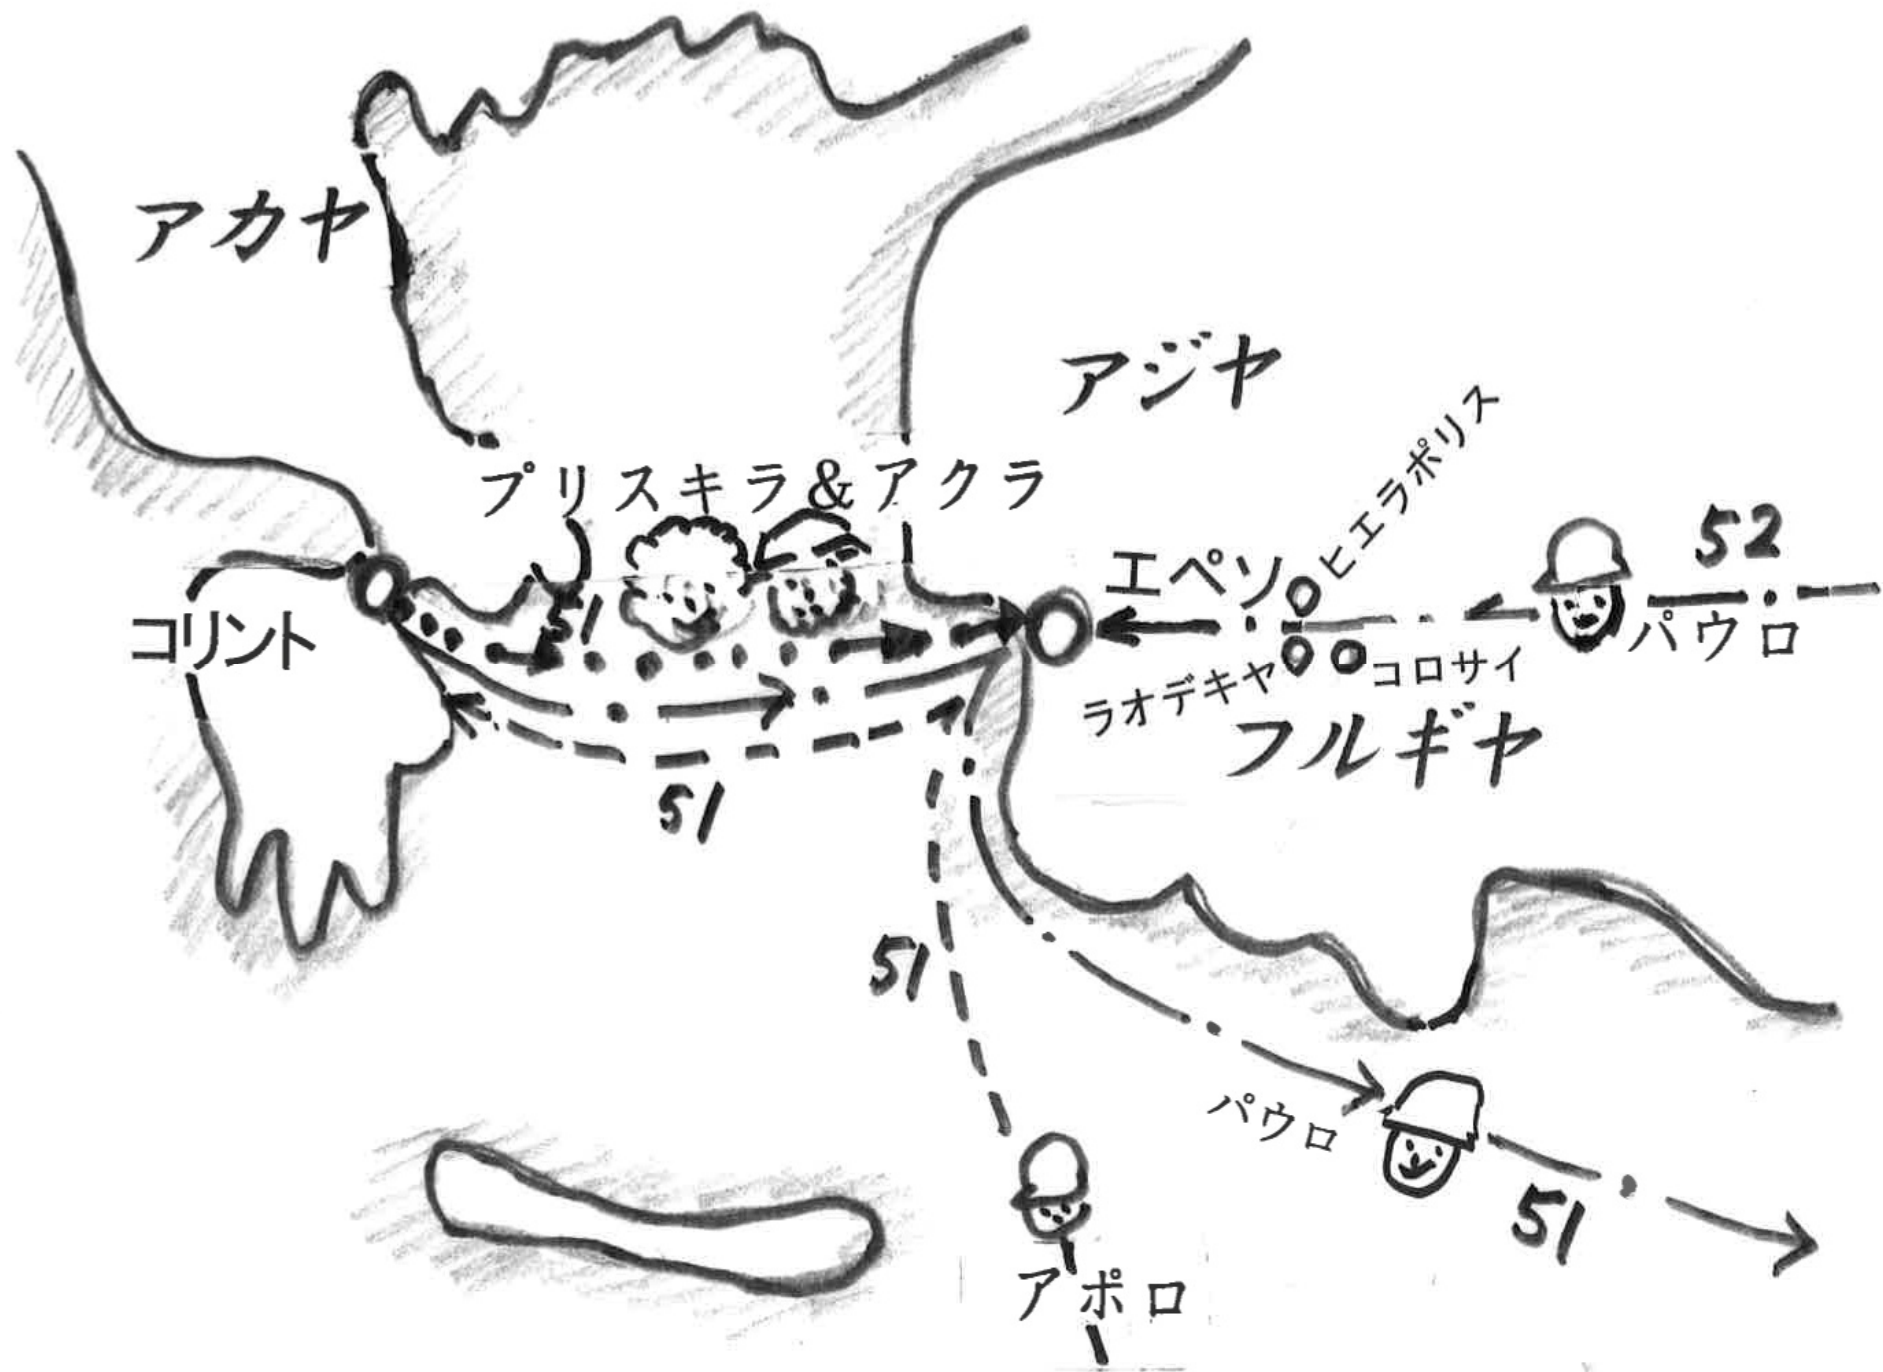 アカヤ
アジヤ
プリスキラ&アクラ
ヒエラポリス
52
エペソ
51
パウロ
コリント
コロサイ
ラオデキヤ
フルギヤ
51
51
パウロ
51
アポロ